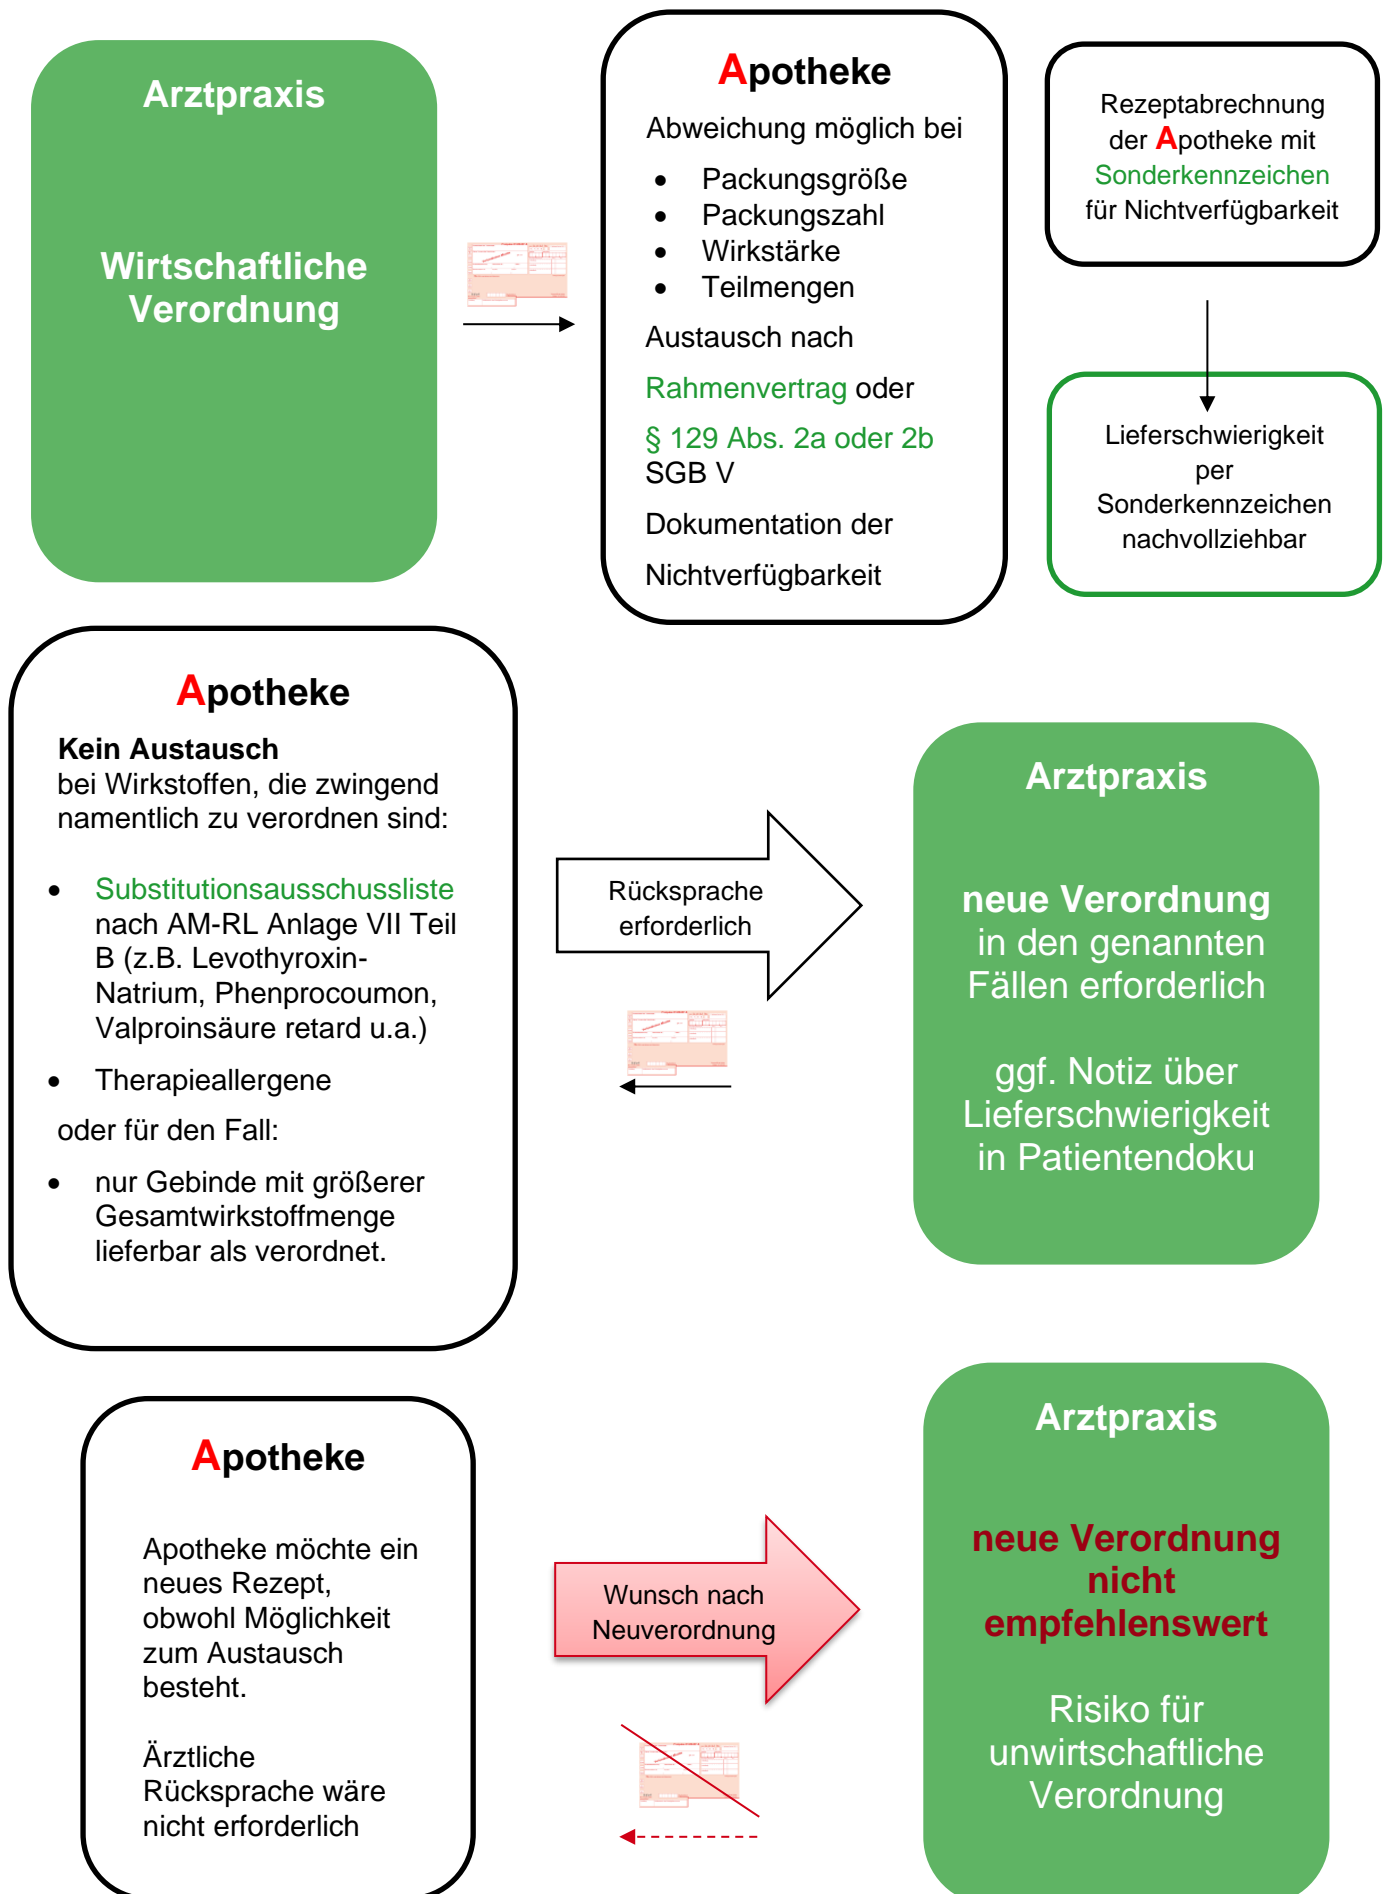 Arztpraxis
Wirtschaftliche
Verordnung
Apotheke
Abweichung möglich bei
• Packungsgröße
• Packungszahl
• Wirkstärke
• Teilmengen
Austausch nach
Rahmenvertrag oder
§ 129 Abs. 2a oder 2b
SGB V
Dokumentation der
Nichtverfügbarkeit
Rezeptabrechnung
der Apotheke mit
Sonderkennzeichen
für Nichtverfügbarkeit
Lieferschwierigkeit
per
Sonderkennzeichen
nachvollziehbar
Apotheke
Kein Austausch
bei Wirkstoffen, die zwingend
namentlich zu verordnen sind:
• Substitutionsausschussliste
nach AM-RL Anlage VII Teil
B (z.B. Levothyroxin-
Natrium, Phenprocoumon,
Valproinsäure retard u.a.)
• Therapieallergene
oder für den Fall:
• nur Gebinde mit größerer
Gesamtwirkstoffmenge
lieferbar als verordnet.
Rücksprache
erforderlich
Arztpraxis
neue Verordnung
in den genannten
Fällen erforderlich
ggf. Notiz über
Lieferschwierigkeit
in Patientendoku
Apotheke
Apotheke möchte ein
neues Rezept,
obwohl Möglichkeit
zum Austausch
besteht.
Ärztliche
Rücksprache wäre
nicht erforderlich
Wunsch nach
Neuverordnung
Arztpraxis
neue Verordnung
nicht
empfehlenswert
Risiko für
unwirtschaftliche
Verordnung